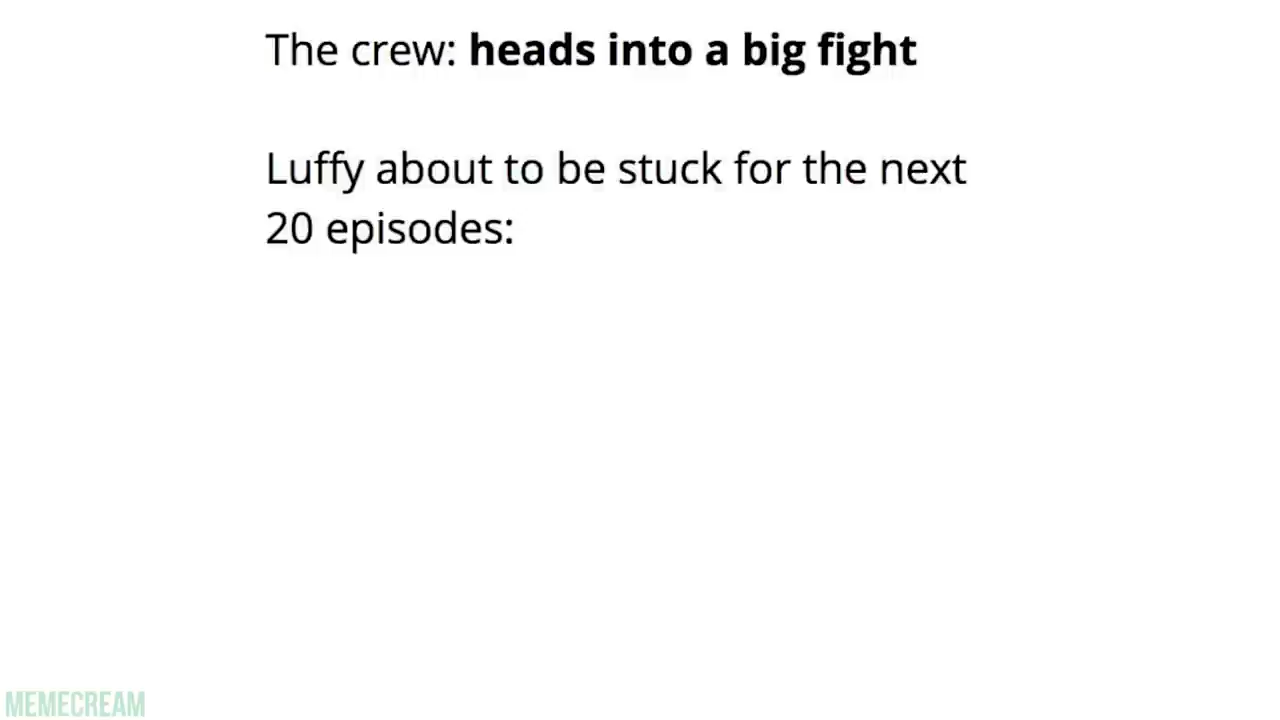 The crew: heads into a big fight
Luffy about to be stuck for the next
20 episodes:
MEMECREAM